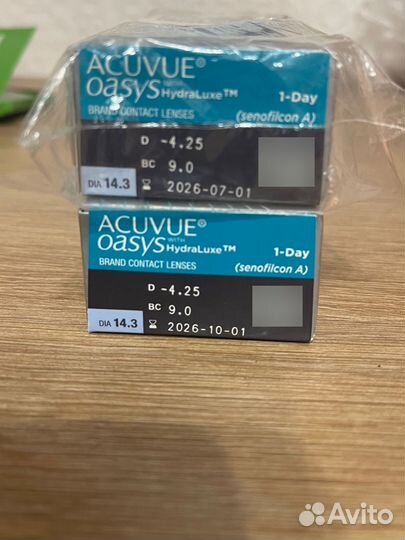 ACUVUE®
OASYS WITH HydraLuxe™ 1-Day
BRAND CONTACT LENSES (senofilcon A)
D -4.25
BC 9.0
DIA 14.3 2026-07-01
ACUVUE®
OASYS WITH HydraLuxe™ 1-Day
BRAND CONTACT LENSES (senofilcon A)
D -4.25
BC 9.0
DIA 14.3 2026-10-01
Avito